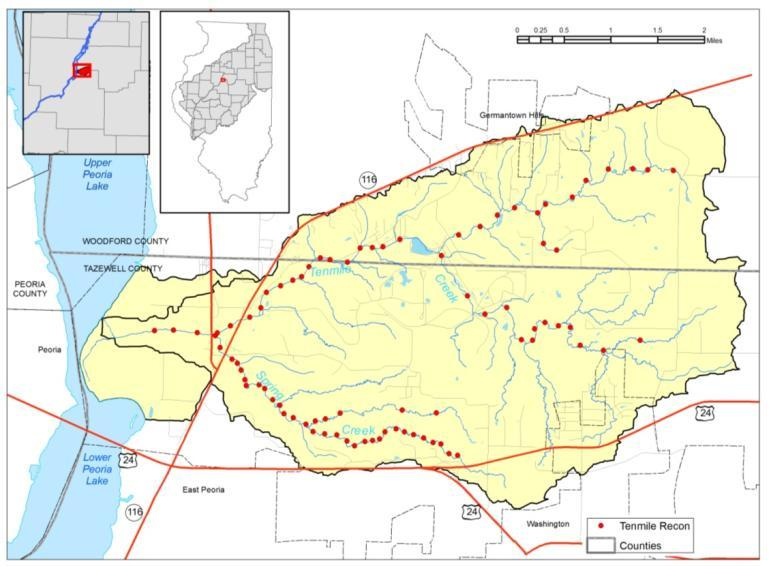 0 0.25 0.5 1 1.5 2
Miles
Germantown Hills
Upper
Peoria
Lake
116
WOODFORD COUNTY
TAZEWELL COUNTY
Tenmile
Creek
PEORIA
COUNTY
Peoria
Spring
Creek
24
24
Lower
Peoria
Lake
East Peoria
116
24
Washington
Tenmile Recon
Counties